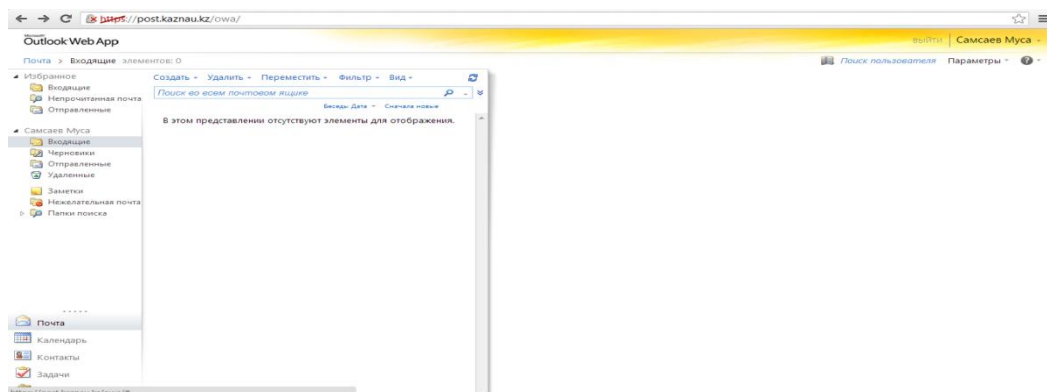 https://post.kaznau.kz/owa/
Microsoft
Outlook Web App
выйти | Самсаев Муса
Почта > Входящие элементов: 0
Поиск пользователя Параметры
Избранное
Входящие
Непрочитанная почта
Отправленные
Самсаев Муса
Входящие
Черновики
Отправленные
Удаленные
Заметки
Нежелательная почта
Папки поиска
Почта
Календарь
Контакты
Задачи
Создать Удалить Переместить Фильтр Вид
Поиск во всем почтовом ящике
Беседы: Дата Сначала новые
В этом представлении отсутствуют элементы для отображения.